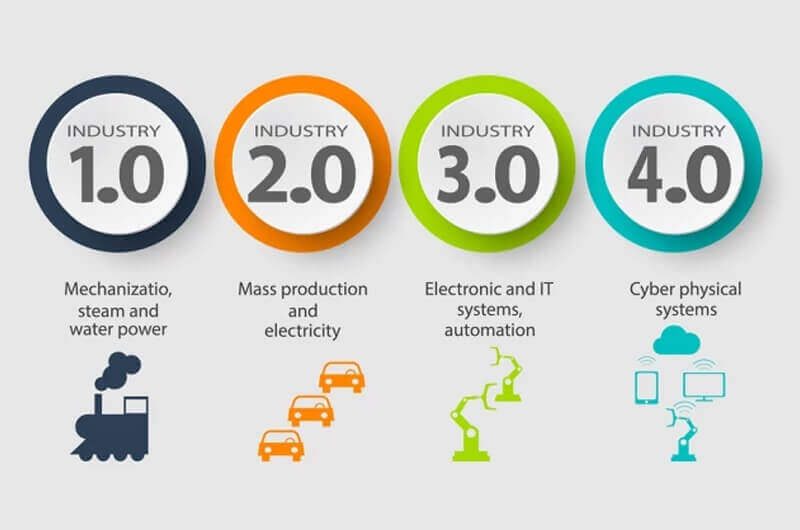 INDUSTRY
1.0
INDUSTRY
2.0
INDUSTRY
3.0
INDUSTRY
4.0
Mechanizatio,
steam and
water power
Mass production
and
electricity
Electronic and IT
systems,
automation
Cyber physical
systems